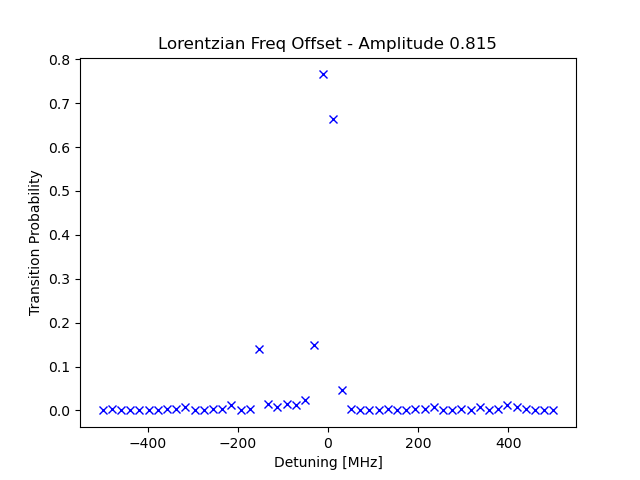 Lorentzian Freq Offset - Amplitude 0.815
0.8
0.7
0.6
0.5
0.4
0.3
0.2
0.1
0.0
Transition Probability
−400 −200 0 200 400
Detuning [MHz]